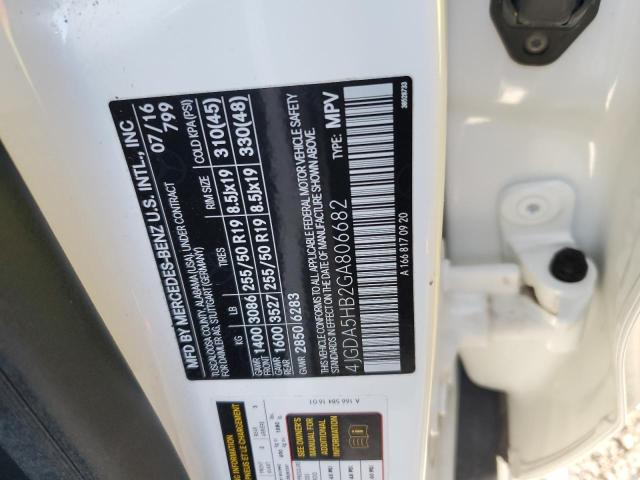 MFD BY MERCEDES-BENZ U.S. INTL., INC
TUSCALOOSA COUNTY, ALABAMA (USA), UNDER CONTRACT
FOR DAIMLER AG, STUTTGART (GERMANY)
07/16
799
KG LB TIRES RIM SIZE COLD KPA(PSI)
GAWR FRONT 1400 3086 255/50 R19 8.5Jx19 310(45)
GAWR REAR 1600 3527 255/50 R19 8.5Jx19 330(48)
GVWR 2850 6283
THIS VEHICLE CONFORMS TO ALL APPLICABLE FEDERAL MOTOR VEHICLE SAFETY
STANDARDS IN EFFECT ON THE DATE OF MANUFACTURE SHOWN ABOVE.
4JGDA5HB2GA806682 TYPE: MPV
A 166 817 09 20
A 166 584 16 01
SEE OWNER'S
MANUAL FOR
ADDITIONAL
INFORMATION